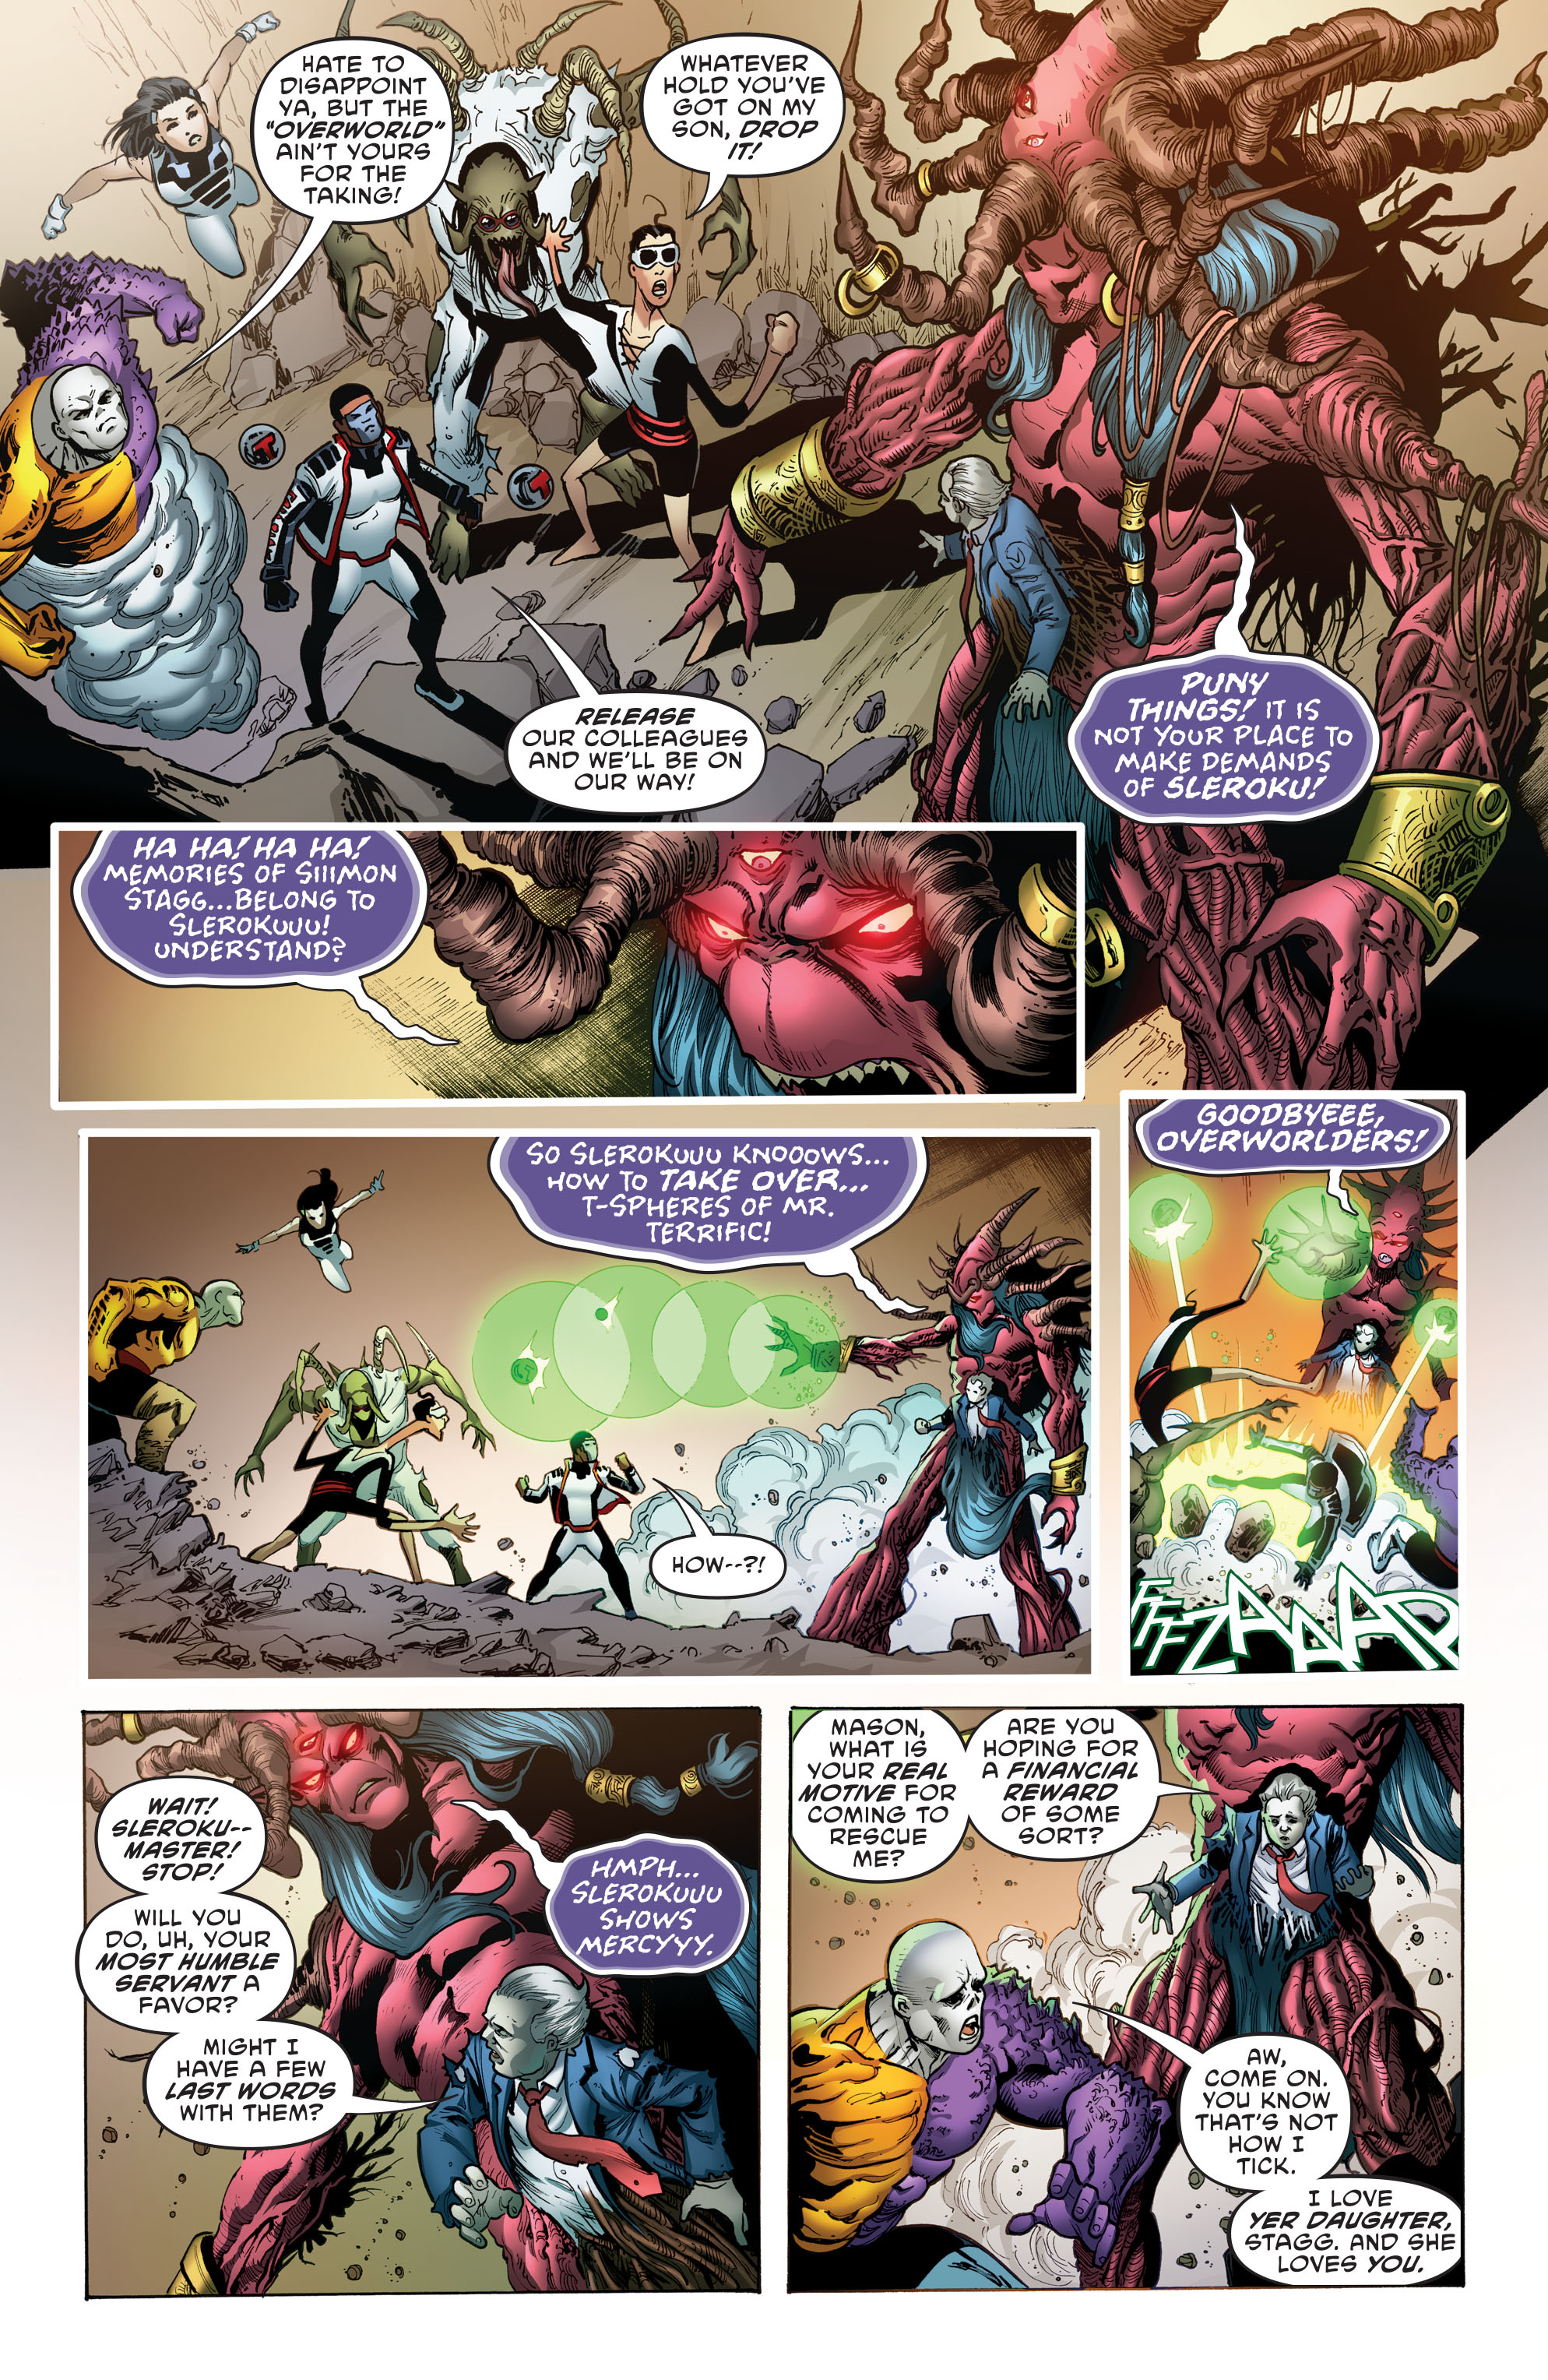 HATE TO
DISAPPOINT
YA, BUT THE
"OVERWORLD"
AIN'T YOURS
FOR THE
TAKING!
WHATEVER
HOLD YOU'VE
GOT ON MY
SON, DROP
IT!
RELEASE
OUR COLLEAGUES
AND WE'LL BE ON
OUR WAY!
PUNY
THINGS! IT IS
NOT YOUR PLACE TO
MAKE DEMANDS
OF SLEROKU!
HA HA! HA HA!
MEMORIES OF SIIIMON
STAGG...BELONG TO
SLEROKUUU!
UNDERSTAND?
SO SLEROKUUU KNOOOWS...
HOW TO TAKE OVER...
T-SPHERES OF MR.
TERRIFIC!
HOW--?!
GOODBYEEE,
OVERWORLDERS!
FFFZAAAAP
WAIT!
SLEROKU--
MASTER!
STOP!
WILL YOU
DO, UH, YOUR
MOST HUMBLE
SERVANT A
FAVOR?
MIGHT I
HAVE A FEW
LAST WORDS
WITH THEM?
HMPH...
SLEROKUUU
SHOWS
MERCYYY.
MASON,
WHAT IS
YOUR REAL
MOTIVE FOR
COMING TO
RESCUE
ME?
ARE YOU
HOPING FOR
A FINANCIAL
REWARD
OF SOME
SORT?
AW,
COME ON.
YOU KNOW
THAT'S NOT
HOW I
TICK.
I LOVE
YER DAUGHTER,
STAGG. AND SHE
LOVES YOU.